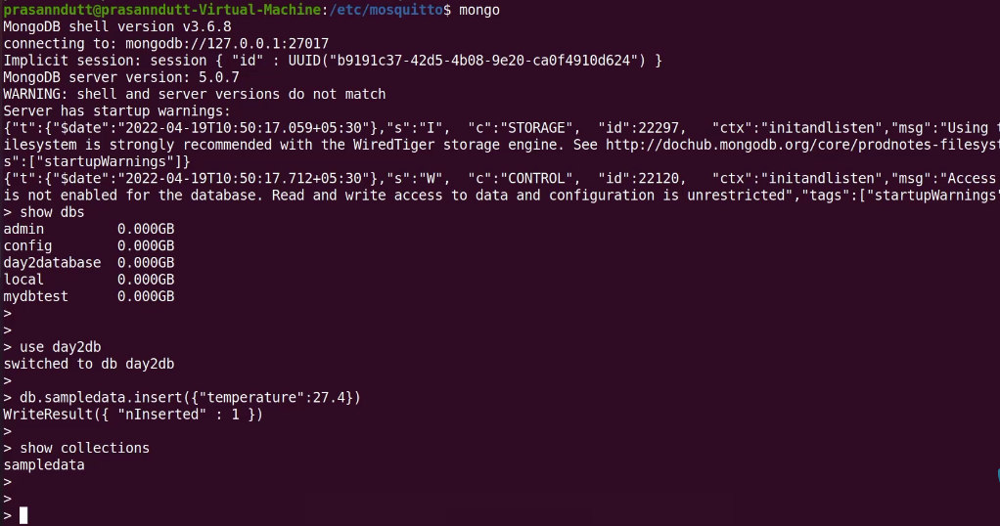 prasanndutt@prasanndutt-Virtual-Machine:/etc/mosquitto$ mongo
MongoDB shell version v3.6.8
connecting to: mongodb://127.0.0.1:27017
Implicit session: session { "id" : UUID("b9191c37-42d5-4b08-9e20-ca0f4910d624") }
MongoDB server version: 5.0.7
WARNING: shell and server versions do not match
Server has startup warnings:
{"t":{"$date":"2022-04-19T10:50:17.059+05:30"},"s":"I",  "c":"STORAGE",  "id":22297,   "ctx":"initandlisten","msg":"Using t
ilesystem is strongly recommended with the WiredTiger storage engine. See http://dochub.mongodb.org/core/prodnotes-filesyst
s":["startupWarnings"]}
{"t":{"$date":"2022-04-19T10:50:17.712+05:30"},"s":"W",  "c":"CONTROL",  "id":22120,   "ctx":"initandlisten","msg":"Access
is not enabled for the database. Read and write access to data and configuration is unrestricted","tags":["startupWarnings"
> show dbs
admin         0.000GB
config        0.000GB
day2database  0.000GB
local         0.000GB
mydbtest      0.000GB
>
>
> use day2db
switched to db day2db
>
> db.sampledata.insert({"temperature":27.4})
WriteResult({ "nInserted" : 1 })
>
> show collections
sampledata
>
>
>